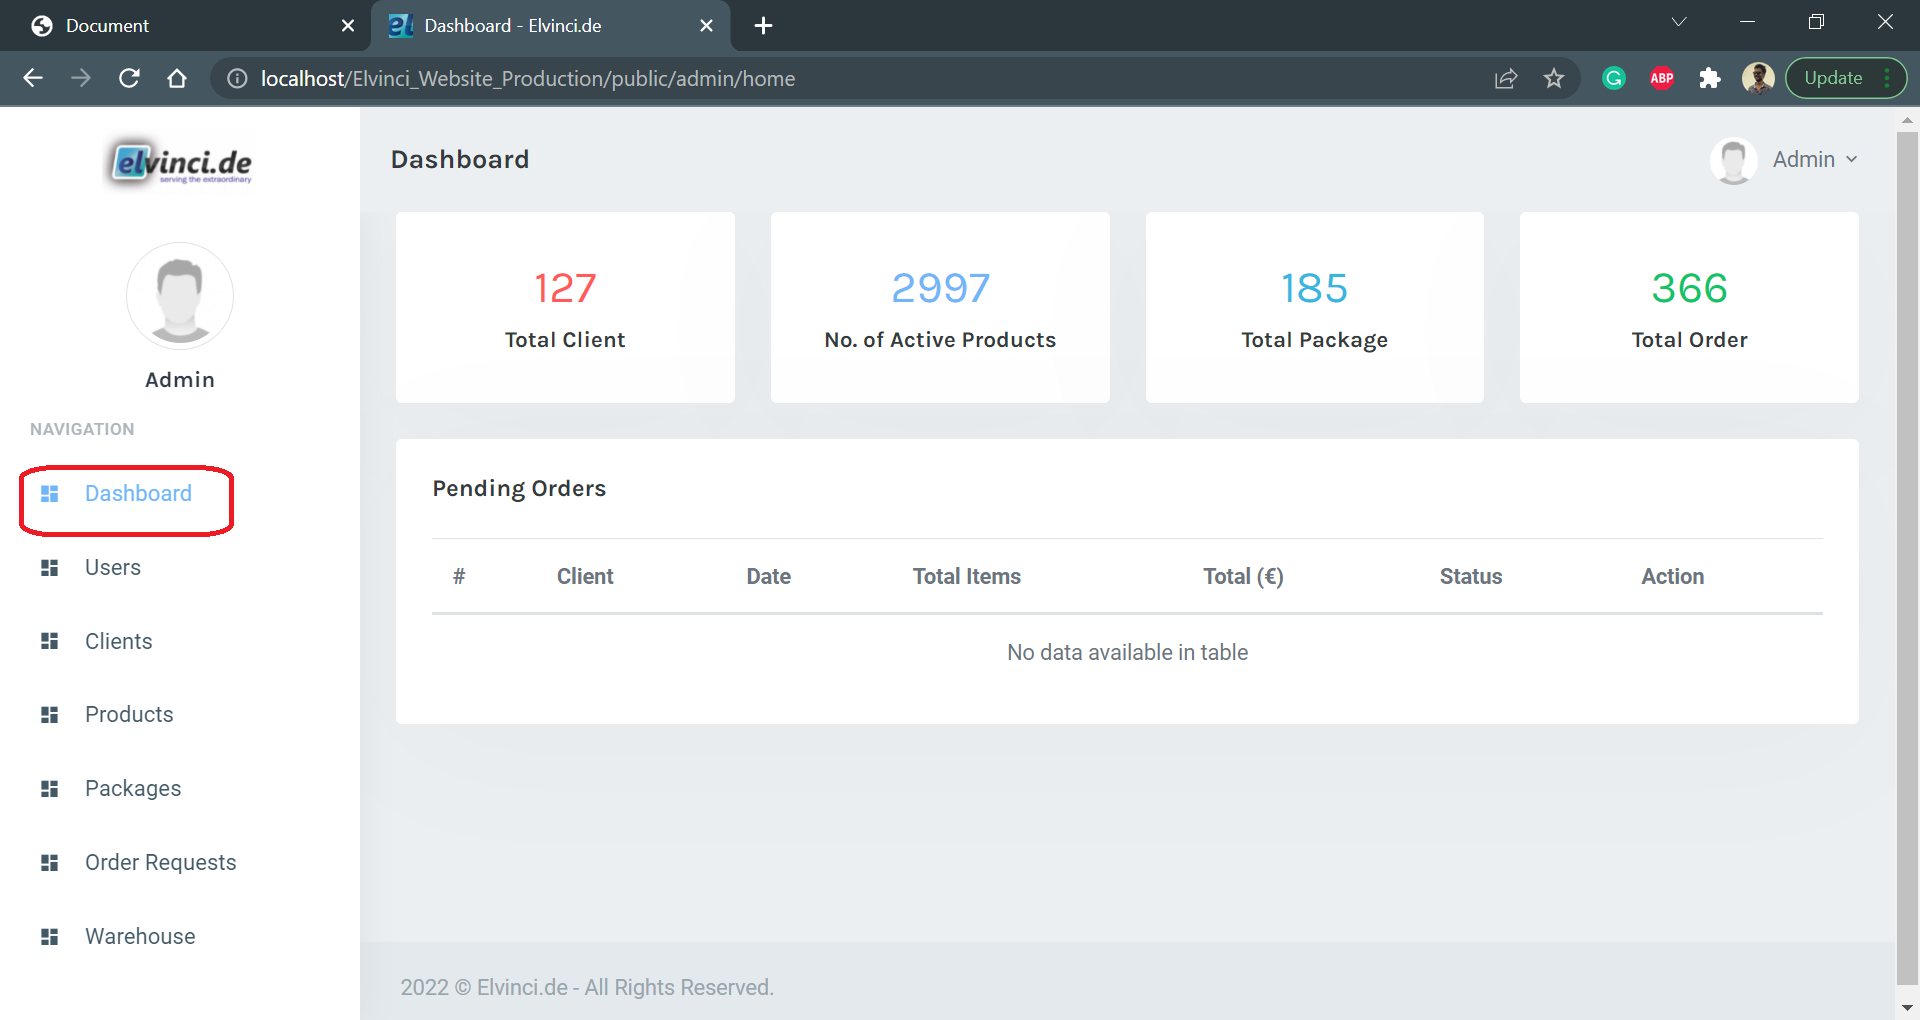 Document
Dashboard - Elvinci.de
localhost/Elvinci_Website_Production/public/admin/home
ABP
Update
elvinci.de
serving the extraordinary
Dashboard
Admin
Admin
NAVIGATION
Dashboard
Users
Clients
Products
Packages
Order Requests
Warehouse
127
Total Client
2997
No. of Active Products
185
Total Package
366
Total Order
Pending Orders
# Client Date Total Items Total (€) Status Action
No data available in table
2022 © Elvinci.de - All Rights Reserved.